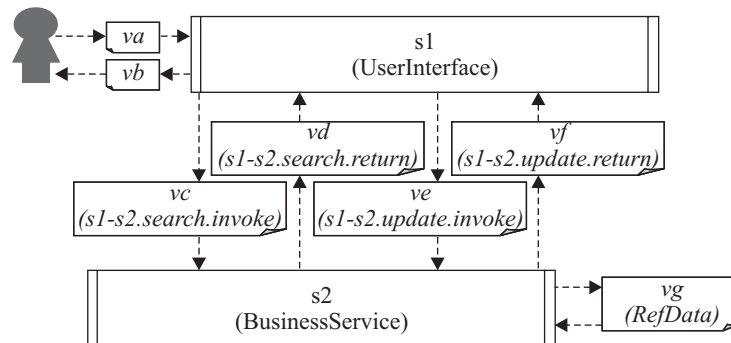 va
vb
s1
(UserInterface)
vd
(s1-s2.search.return)
vf
(s1-s2.update.return)
vc
(s1-s2.search.invoke)
ve
(s1-s2.update.invoke)
s2
(BusinessService)
vg
(RefData)